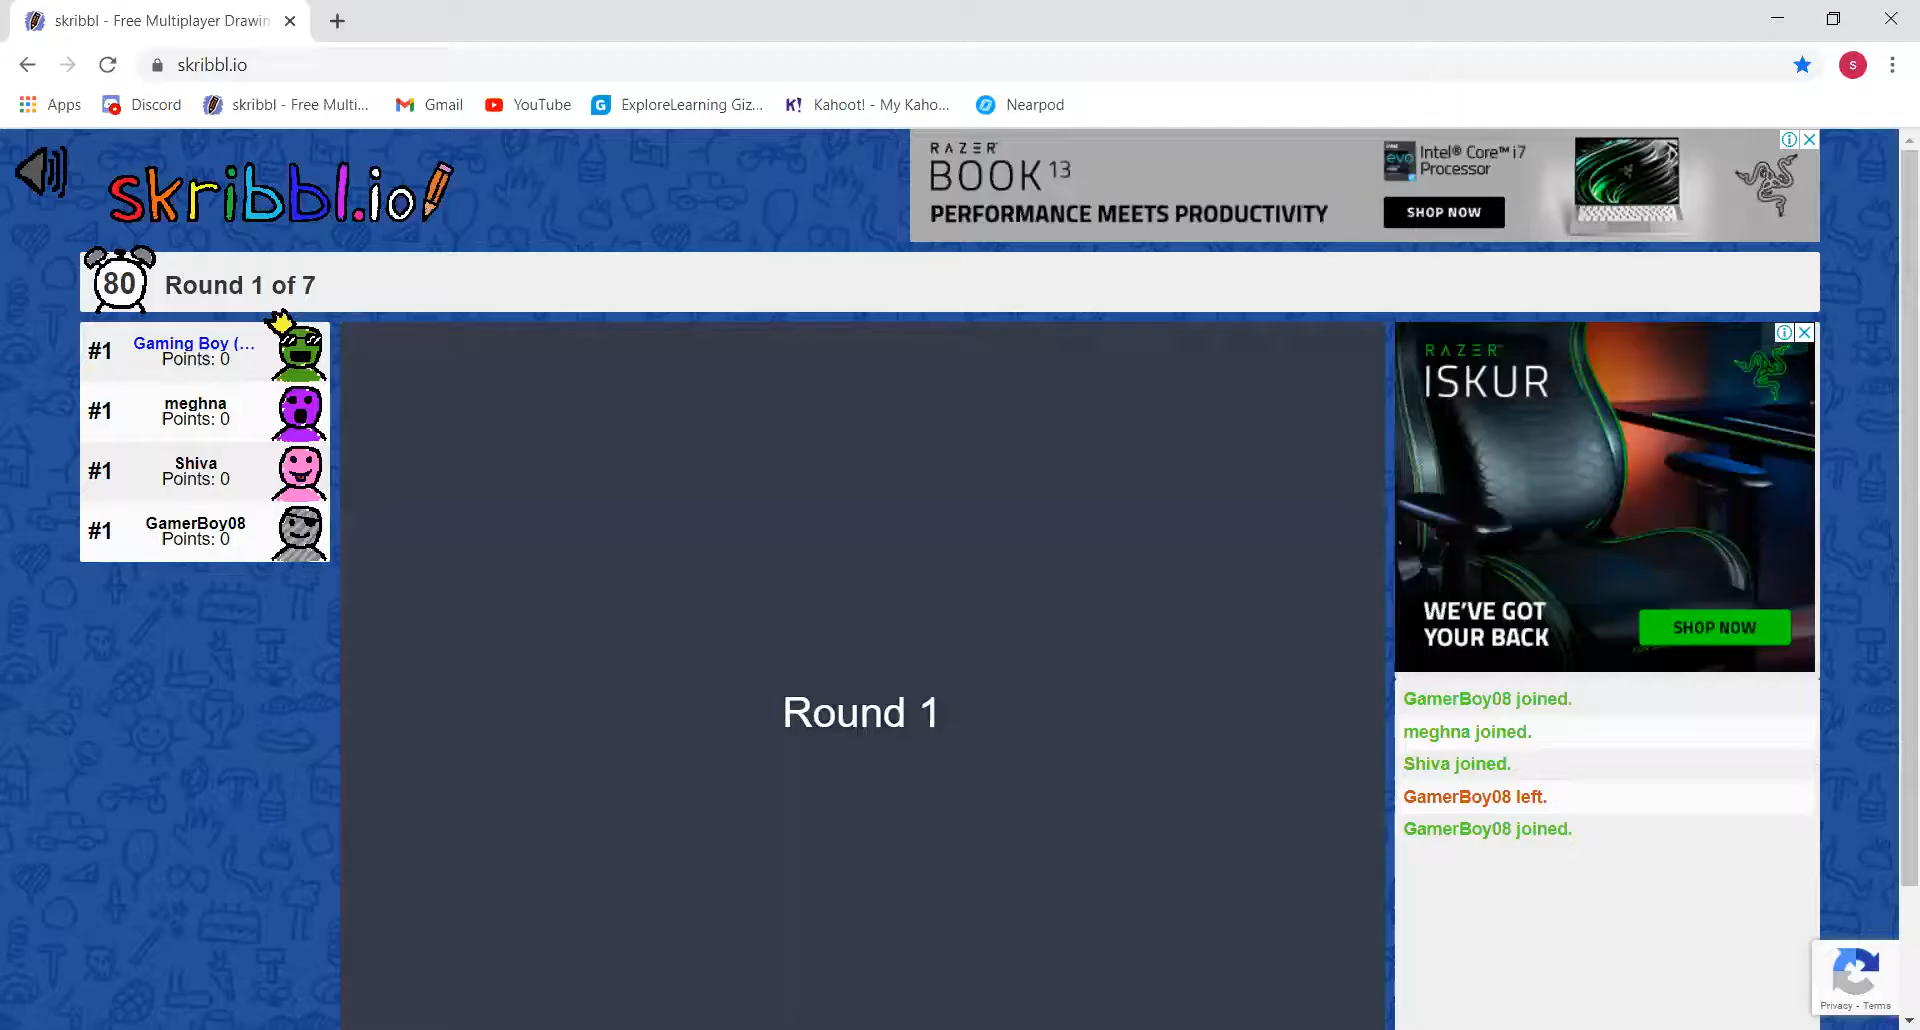 skribbl - Free Multiplayer Drawin
skribbl.io
S
Apps
Discord
skribbl - Free Multi...
Gmail
YouTube
G
ExploreLearning Giz...
K!
Kahoot! - My Kaho...
Nearpod
skribbl.io
RAZER
BOOK 13
PERFORMANCE MEETS PRODUCTIVITY
evo
Intel® Core™ i7
Processor
SHOP NOW
80
Round 1 of 7
#1
Gaming Boy (...
Points: 0
#1
meghna
Points: 0
#1
Shiva
Points: 0
#1
GamerBoy08
Points: 0
Round 1
RAZER
ISKUR
WE'VE GOT
YOUR BACK
SHOP NOW
GamerBoy08 joined.
meghna joined.
Shiva joined.
GamerBoy08 left.
GamerBoy08 joined.
Privacy - Terms